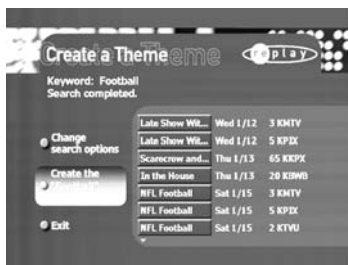 Create a Theme
replay
Keyword: Football
Search completed.
Change
search options
Create the
"Football"
Exit
Late Show Wit... Wed 1/12 3 KMTV
Late Show Wit... Wed 1/12 5 KPIX
Scarecrow and... Thu 1/13 65 KKPX
In the House Thu 1/13 20 KBWB
NFL Football Sat 1/15 3 KMTV
NFL Football Sat 1/15 5 KPIX
NFL Football Sat 1/15 2 KTVU